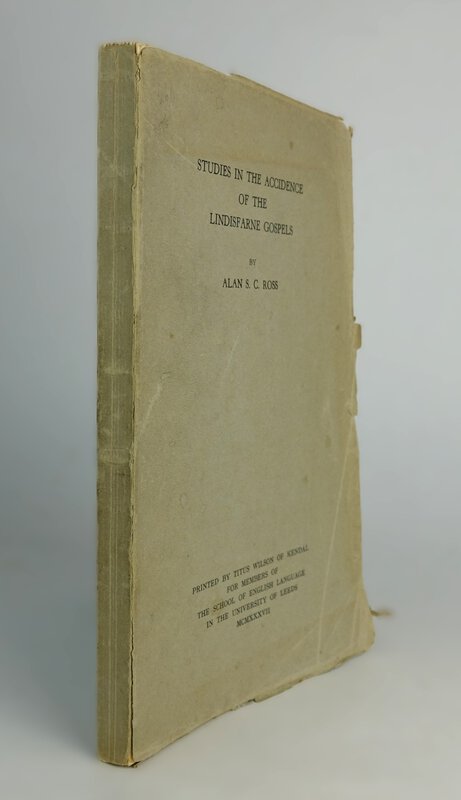 STUDIES IN THE ACCIDENCE
OF THE
LINDISFARNE GOSPELS
BY
ALAN S. C. ROSS
PRINTED BY TITUS WILSON OF KENDAL
FOR MEMBERS OF
THE SCHOOL OF ENGLISH LANGUAGE
IN THE UNIVERSITY OF LEEDS
MCMXXXVII